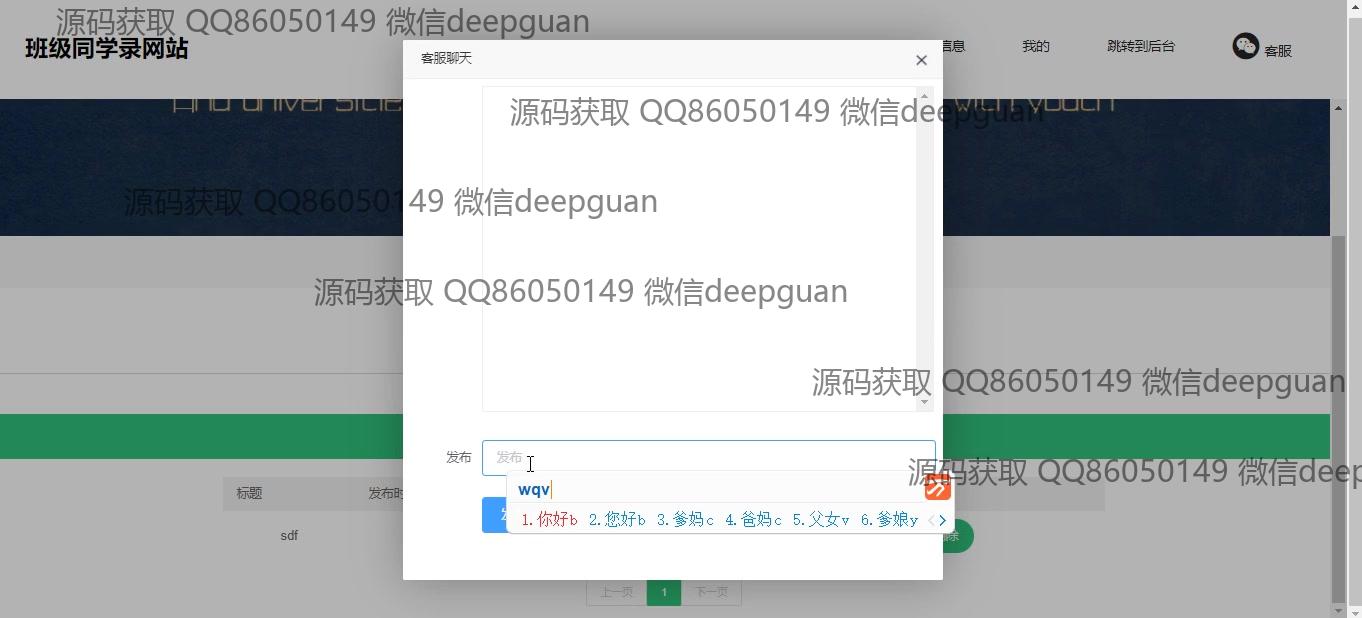 源码获取 QQ86050149 微信deepguan
班级同学录网站
客服聊天
信息
我的
跳转到后台
客服
with youth
源码获取 QQ86050149 微信deepguan
And universities
源码获取 QQ86050149 微信deepguan
源码获取 QQ86050149 微信deepguan
源码获取 QQ86050149 微信deepguan
发布
发布
源码获取 QQ86050149 微信deep
wqv
标题
发布时
发
1.你好b 2.您好b 3.爹妈c 4.爸妈c 5.父女v 6.爹娘y
sdf
除
上一页
1
下一页